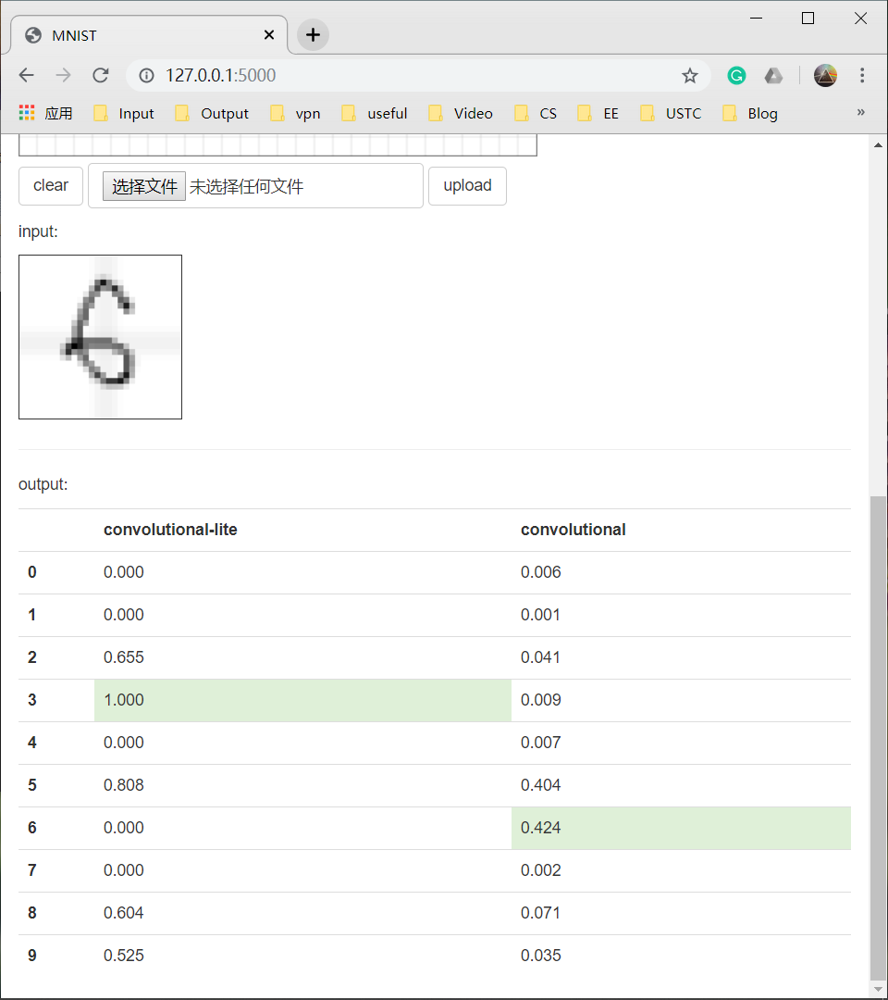 MNIST
127.0.0.1:5000
应用 Input Output vpn useful Video CS EE USTC Blog »
clear 选择文件 未选择任何文件 upload
input:
6
output:
convolutional-lite convolutional
0 0.000 0.006
1 0.000 0.001
2 0.655 0.041
3 1.000 0.009
4 0.000 0.007
5 0.808 0.404
6 0.000 0.424
7 0.000 0.002
8 0.604 0.071
9 0.525 0.035